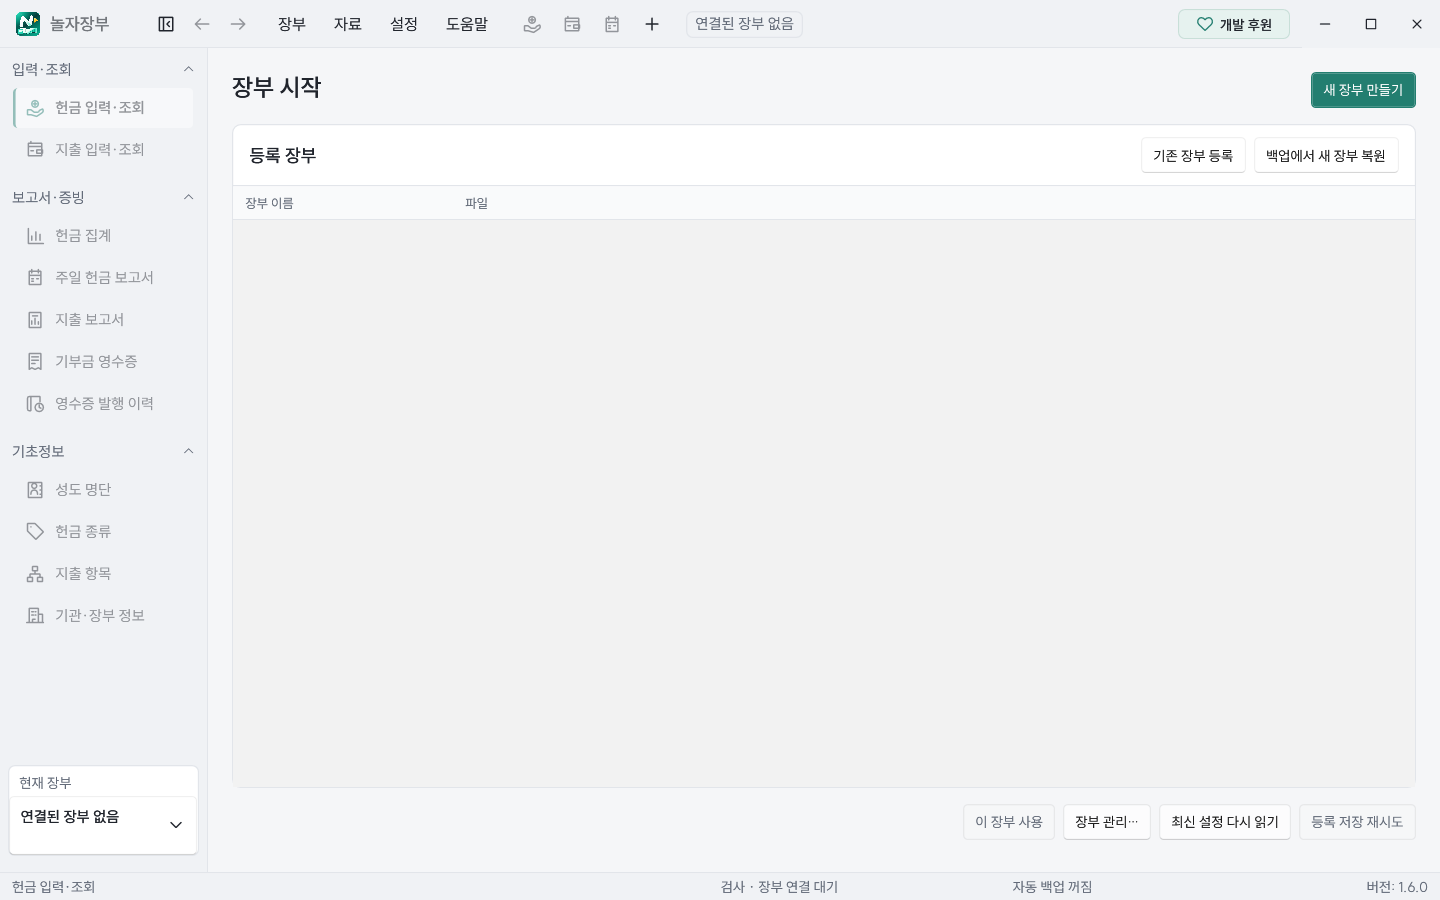 놀자장부
장부 자료 설정 도움말
연결된 장부 없음
개발 후원
입력·조회
헌금 입력·조회
지출 입력·조회
보고서·증빙
헌금 집계
주일 헌금 보고서
지출 보고서
기부금 영수증
영수증 발행 이력
기초정보
성도 명단
헌금 종류
지출 항목
기관·장부 정보
현재 장부
연결된 장부 없음
장부 시작
새 장부 만들기
등록 장부
기존 장부 등록 백업에서 새 장부 복원
장부 이름 파일
이 장부 사용 장부 관리… 최신 설정 다시 읽기 등록 저장 재시도
헌금 입력·조회 검사 · 장부 연결 대기 자동 백업 꺼짐 버전: 1.6.0